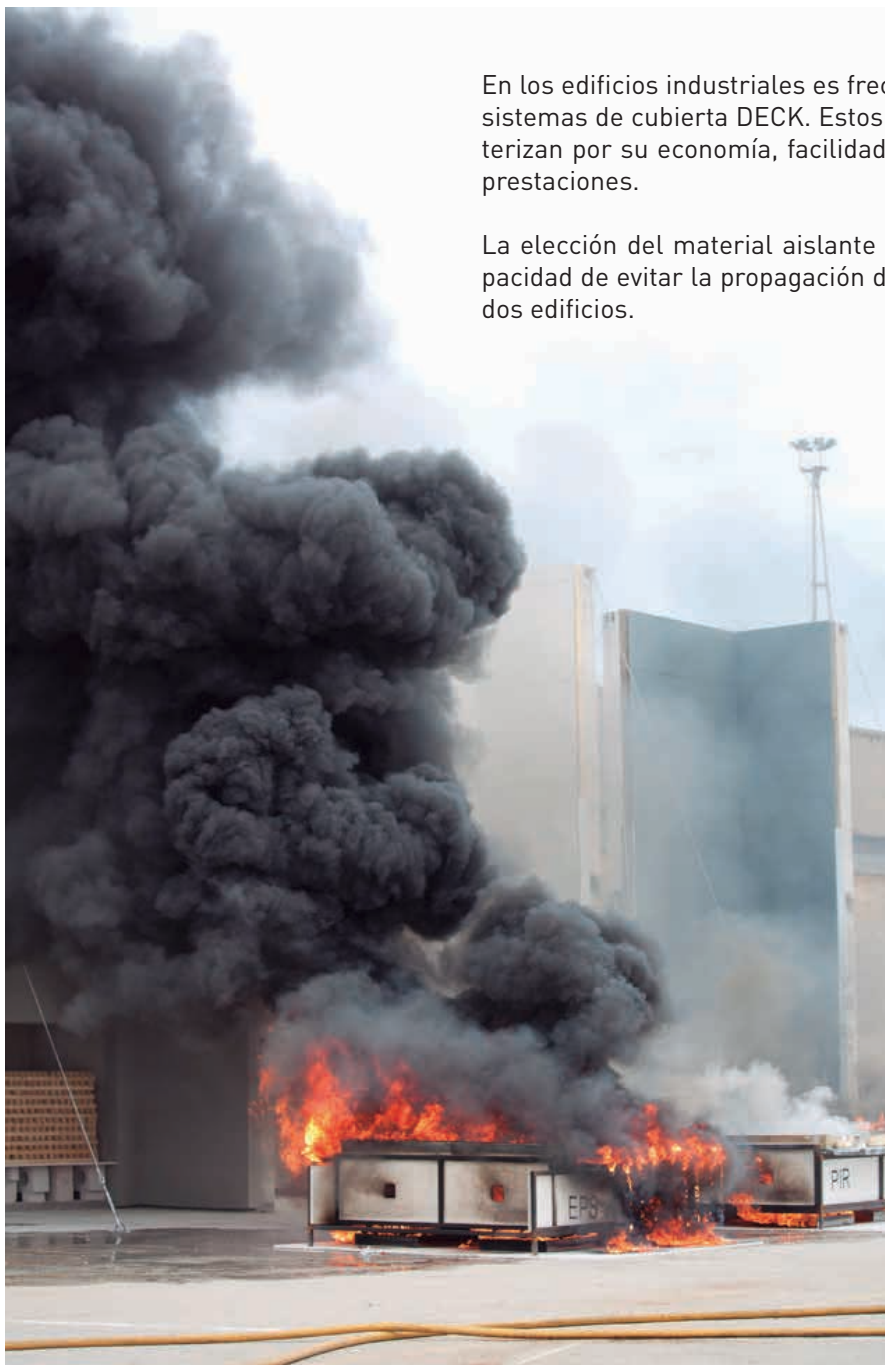 En los edificios industriales es frec
sistemas de cubierta DECK. Estos
terizan por su economía, facilidad
prestaciones.
La elección del material aislante
pacidad de evitar la propagación d
dos edificios.
EPS
PIR